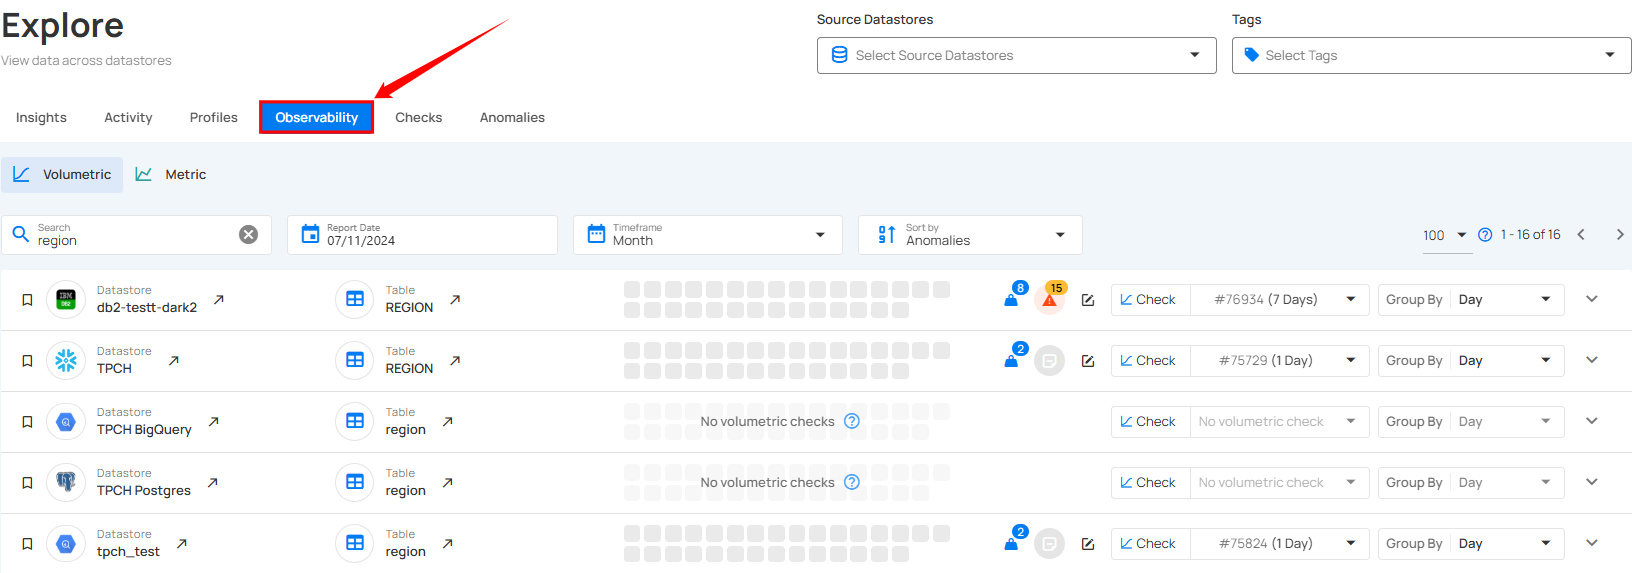 Explore
View data across datastores
Source Datastores
Select Source Datastores
Tags
Select Tags
Insights Activity Profiles Observability Checks Anomalies
Volumetric Metric
Search
region
Report Date
07/11/2024
Timeframe
Month
Sort by
Anomalies
100 1 - 16 of 16
Datastore
db2-testt-dark2
Table
REGION
8 15 Check #76934 (7 Days) Group By Day
Datastore
TPCH
Table
REGION
2 Check #75729 (1 Day) Group By Day
Datastore
TPCH BigQuery
Table
region
No volumetric checks Check No volumetric check Group By Day
Datastore
TPCH Postgres
Table
region
No volumetric checks Check No volumetric check Group By Day
Datastore
tpch_test
Table
region
2 Check #75824 (1 Day) Group By Day